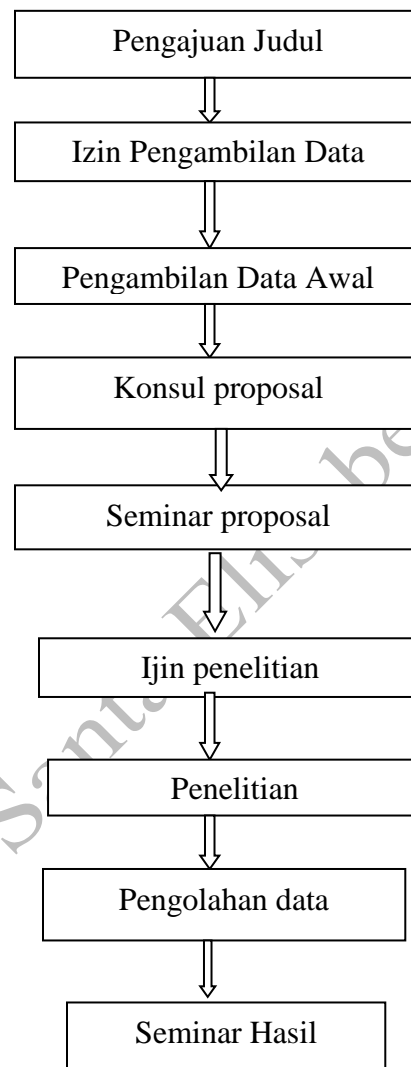 Pengajuan Judul
Izin Pengambilan Data
Pengambilan Data Awal
Konsul proposal
Seminar proposal
Ijin penelitian
Penelitian
Pengolahan data
Seminar Hasil